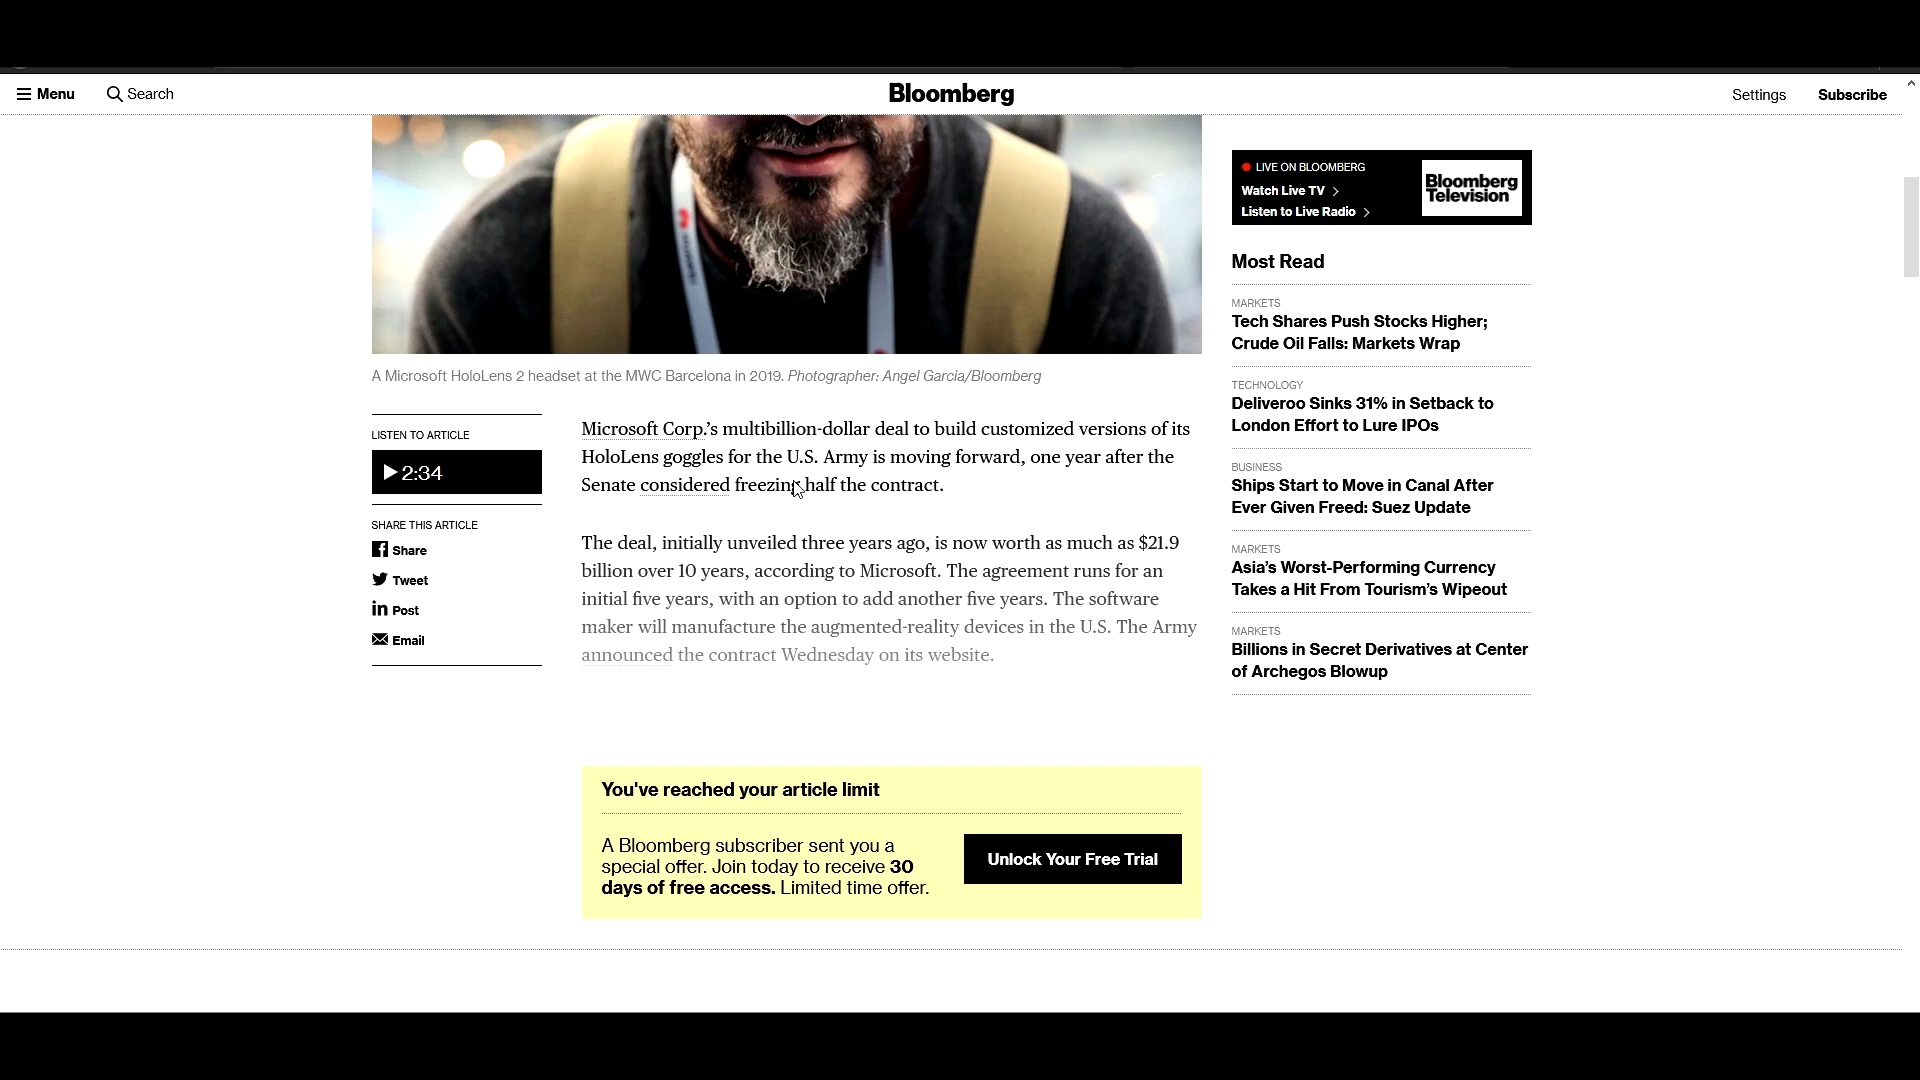 Menu
Search
Bloomberg
Settings
Subscribe
A Microsoft HoloLens 2 headset at the MWC Barcelona in 2019. Photographer: Angel Garcia/Bloomberg
LISTEN TO ARTICLE
2:34
SHARE THIS ARTICLE
Share
Tweet
Post
Email
Microsoft Corp.’s multibillion-dollar deal to build customized versions of its
HoloLens goggles for the U.S. Army is moving forward, one year after the
Senate considered freezing half the contract.
The deal, initially unveiled three years ago, is now worth as much as $21.9
billion over 10 years, according to Microsoft. The agreement runs for an
initial five years, with an option to add another five years. The software
maker will manufacture the augmented-reality devices in the U.S. The Army
announced the contract Wednesday on its website.
You've reached your article limit
A Bloomberg subscriber sent you a
special offer. Join today to receive 30
days of free access. Limited time offer.
Unlock Your Free Trial
LIVE ON BLOOMBERG
Watch Live TV
Listen to Live Radio
Bloomberg
Television
Most Read
MARKETS
Tech Shares Push Stocks Higher;
Crude Oil Falls: Markets Wrap
TECHNOLOGY
Deliveroo Sinks 31% in Setback to
London Effort to Lure IPOs
BUSINESS
Ships Start to Move in Canal After
Ever Given Freed: Suez Update
MARKETS
Asia’s Worst-Performing Currency
Takes a Hit From Tourism’s Wipeout
MARKETS
Billions in Secret Derivatives at Center
of Archegos Blowup